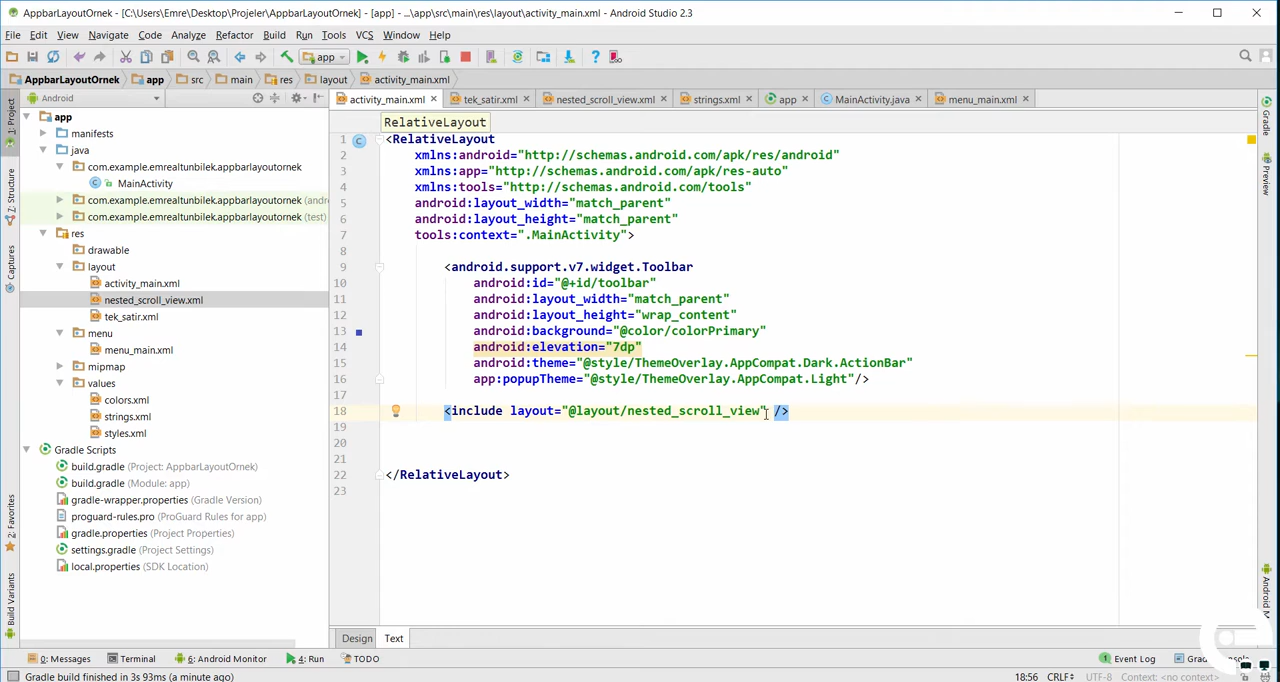 AppbarLayoutOrnek - [C:\Users\Emre\Desktop\Projeler\AppbarLayoutOrnek] - [app] - ...\app\src\main\res\layout\activity_main.xml - Android Studio 2.3
File Edit View Navigate Code Analyze Refactor Build Run Tools VCS Window Help
app
AppbarLayoutOrnek app src main res layout activity_main.xml
Android
activity_main.xml tek_satir.xml nested_scroll_view.xml strings.xml app MainActivity.java menu_main.xml
1: Project
Z: Structure
Captures
2: Favorites
Build Variants
app
manifests
java
com.example.emrealtunbilek.appbarlayoutornek
MainActivity
com.example.emrealtunbilek.appbarlayoutornek (andro
com.example.emrealtunbilek.appbarlayoutornek (test)
res
drawable
layout
activity_main.xml
nested_scroll_view.xml
tek_satir.xml
menu
menu_main.xml
mipmap
values
colors.xml
strings.xml
styles.xml
Gradle Scripts
build.gradle (Project: AppbarLayoutOrnek)
build.gradle (Module: app)
gradle-wrapper.properties (Gradle Version)
proguard-rules.pro (ProGuard Rules for app)
gradle.properties (Project Properties)
settings.gradle (Project Settings)
local.properties (SDK Location)
RelativeLayout
1 <RelativeLayout
2 xmlns:android="http://schemas.android.com/apk/res/android"
3 xmlns:app="http://schemas.android.com/apk/res-auto"
4 xmlns:tools="http://schemas.android.com/tools"
5 android:layout_width="match_parent"
6 android:layout_height="match_parent"
7 tools:context=".MainActivity">
8
9 <android.support.v7.widget.Toolbar
10 android:id="@+id/toolbar"
11 android:layout_width="match_parent"
12 android:layout_height="wrap_content"
13 android:background="@color/colorPrimary"
14 android:elevation="7dp"
15 android:theme="@style/ThemeOverlay.AppCompat.Dark.ActionBar"
16 app:popupTheme="@style/ThemeOverlay.AppCompat.Light"/>
17
18 <include layout="@layout/nested_scroll_view" />
19
20
21
22 </RelativeLayout>
23
Gradle
Preview
Android M
Design Text
0: Messages Terminal 6: Android Monitor 4: Run TODO Event Log
Gradle build finished in 3s 93ms (a minute ago) 18:56 CRLF UTF-8 Context: <no context>